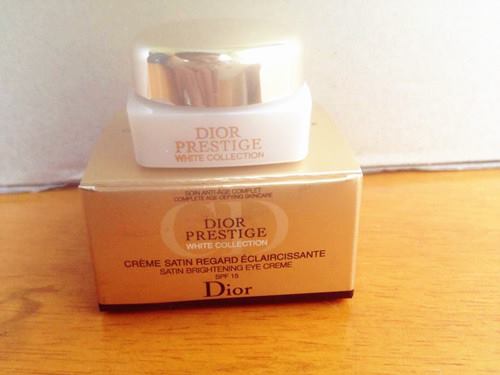 DIOR
PRESTIGE
WHITE COLLECTION
SOIN ANTI-ÂGE COMPLET
COMPLETE AGE-DEFYING SKINCARE
DIOR
PRESTIGE
WHITE COLLECTION
CRÈME SATIN REGARD ÉCLAIRCISSANTE
SATIN BRIGHTENING EYE CREME
SPF 15
Dior